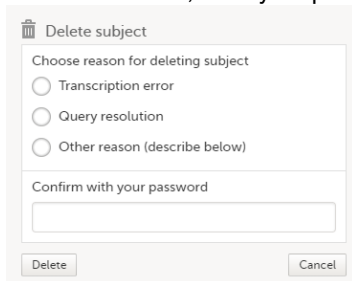 Delete subject
Choose reason for deleting subject
Transcription error
Query resolution
Other reason (describe below)
Confirm with your password
Delete Cancel